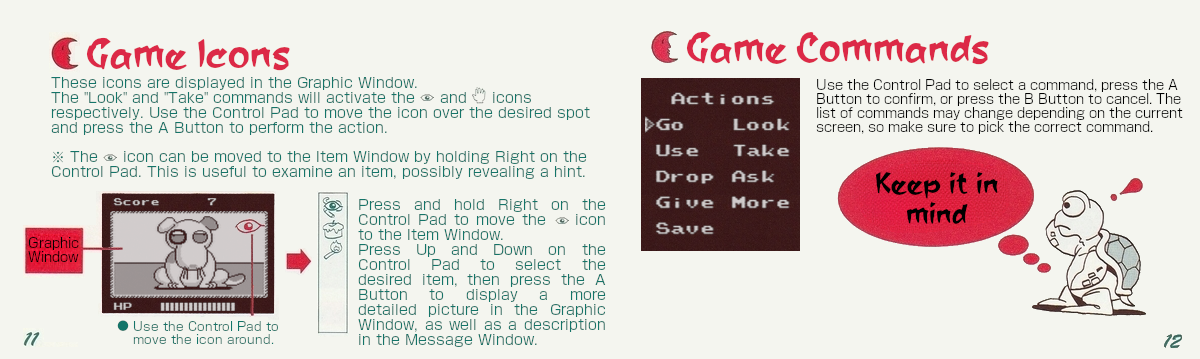 Game Icons
These icons are displayed in the Graphic Window.
The "Look" and "Take" commands will activate the 👁 and ✋ icons
respectively. Use the Control Pad to move the icon over the desired spot
and press the A Button to perform the action.
※ The 👁 icon can be moved to the Item Window by holding Right on the
Control Pad. This is useful to examine an item, possibly revealing a hint.
Score 7
Graphic
Window
HP
● Use the Control Pad to
move the icon around.
Press and hold Right on the
Control Pad to move the 👁 icon
to the Item Window.
Press Up and Down on the
Control Pad to select the
desired item, then press the A
Button to display a more
detailed picture in the Graphic
Window, as well as a description
in the Message Window.
11
Game Commands
Actions
Go Look
Use Take
Drop Ask
Give More
Save
Use the Control Pad to select a command, press the A
Button to confirm, or press the B Button to cancel. The
list of commands may change depending on the current
screen, so make sure to pick the correct command.
Keep it in
mind
12